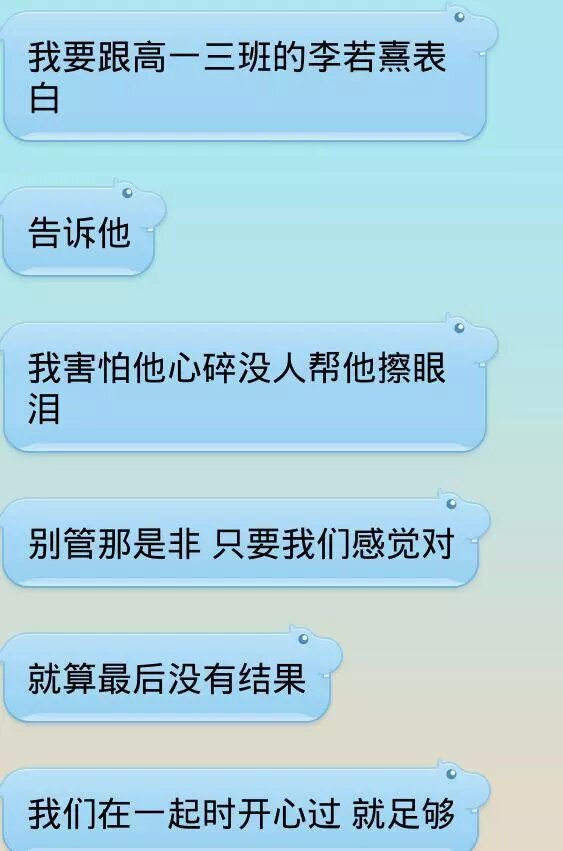 我要跟高一三班的李若熹表
白
告诉他
我害怕他心碎没人帮他擦眼
泪
别管那是非 只要我们感觉对
就算最后没有结果
我们在一起时开心过 就足够